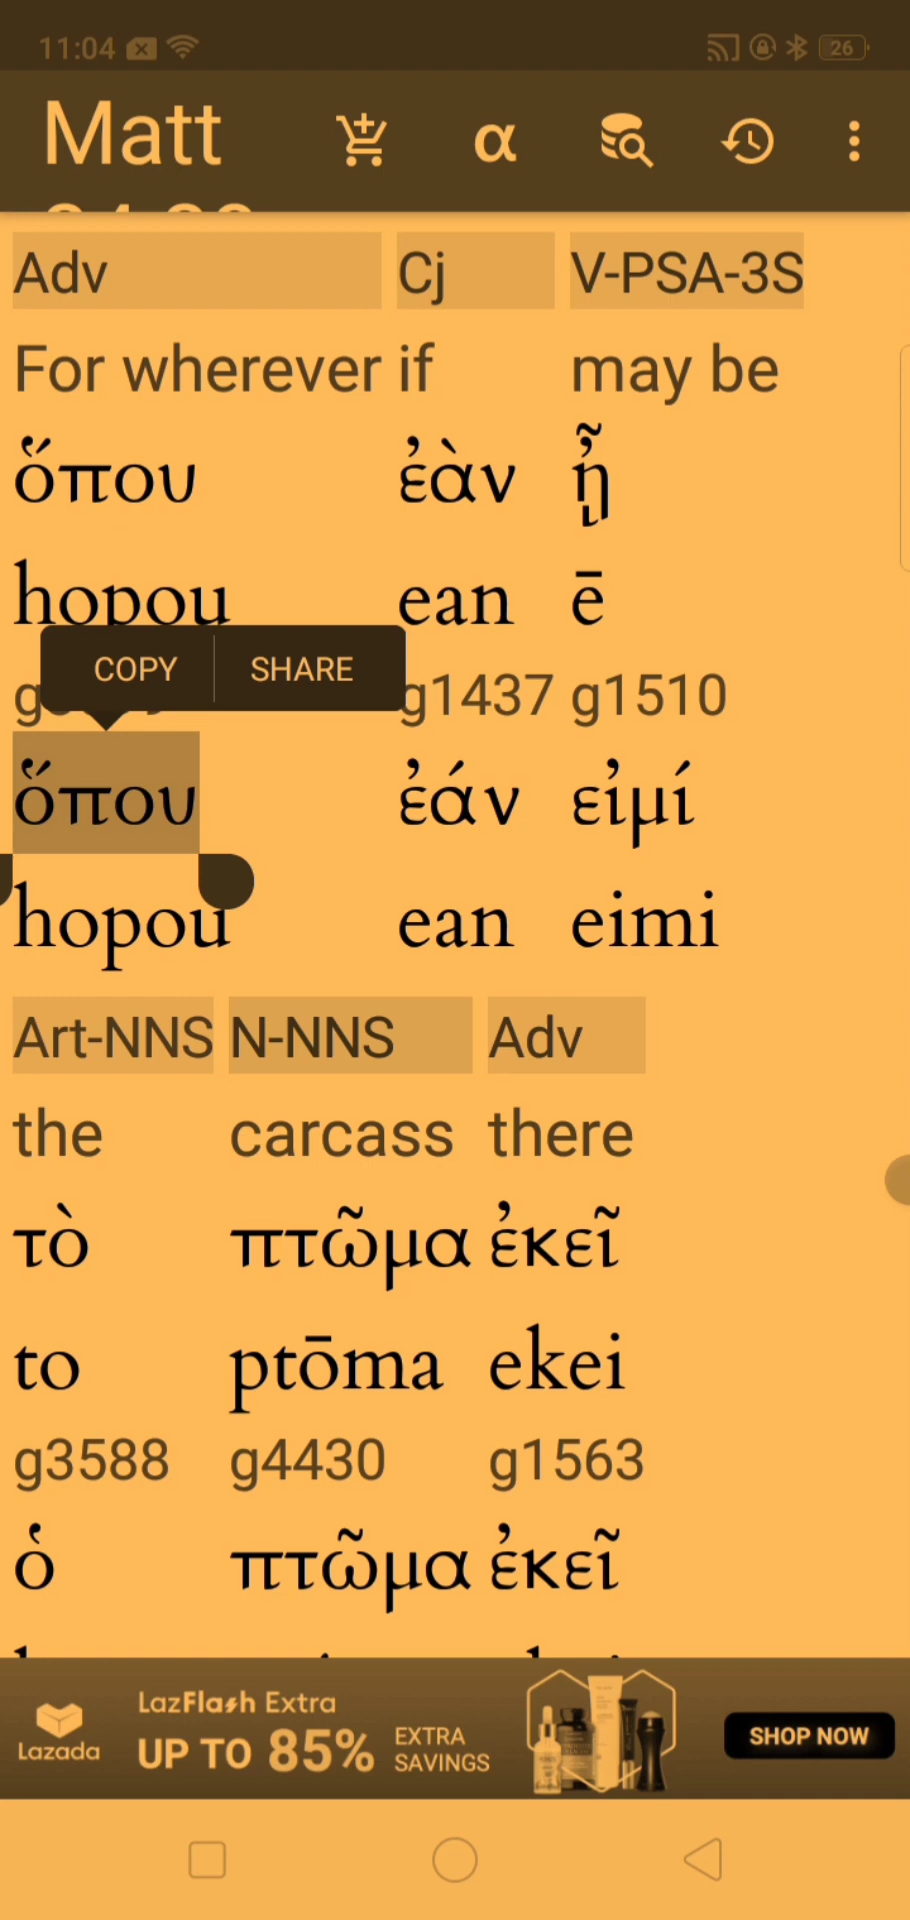 11:04 26
Matt
Adv Cj V-PSA-3S
For wherever if may be
ὅπου ἐὰν ᾖ
hopou ean ē
COPY SHARE
g1437 g1510
ὅπου ἐάν εἰμί
hopou ean eimi
Art-NNS N-NNS Adv
the carcass there
τὸ πτῶμα ἐκεῖ
to ptōma ekei
g3588 g4430 g1563
ὁ πτῶμα ἐκεῖ
LazFlash Extra
Lazada UP TO 85% EXTRA SAVINGS SHOP NOW